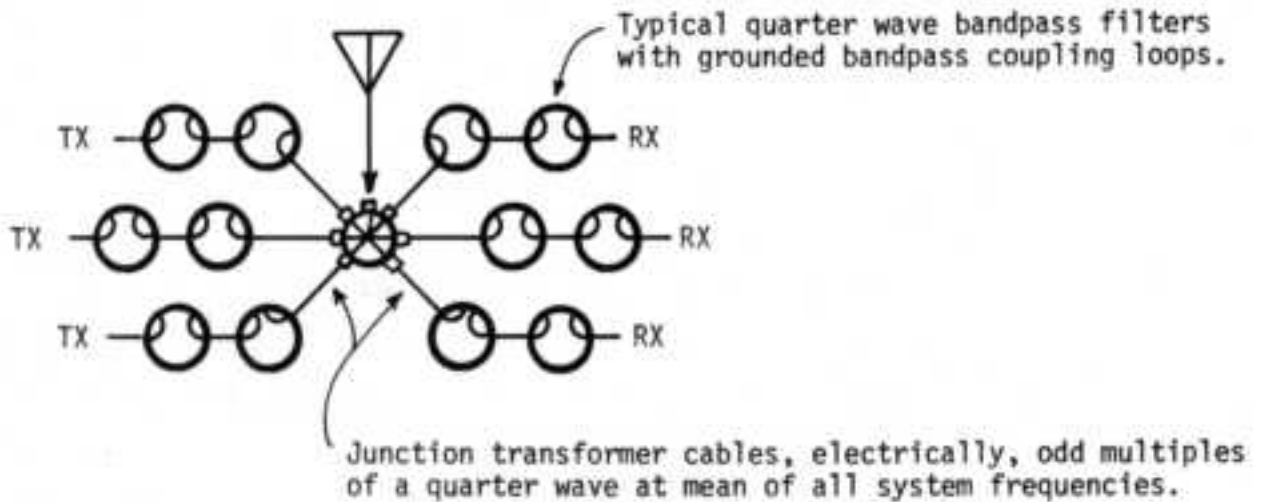 Typical quarter wave bandpass filters
with grounded bandpass coupling loops.
TX
RX
TX
RX
TX
RX
Junction transformer cables, electrically, odd multiples
of a quarter wave at mean of all system frequencies.